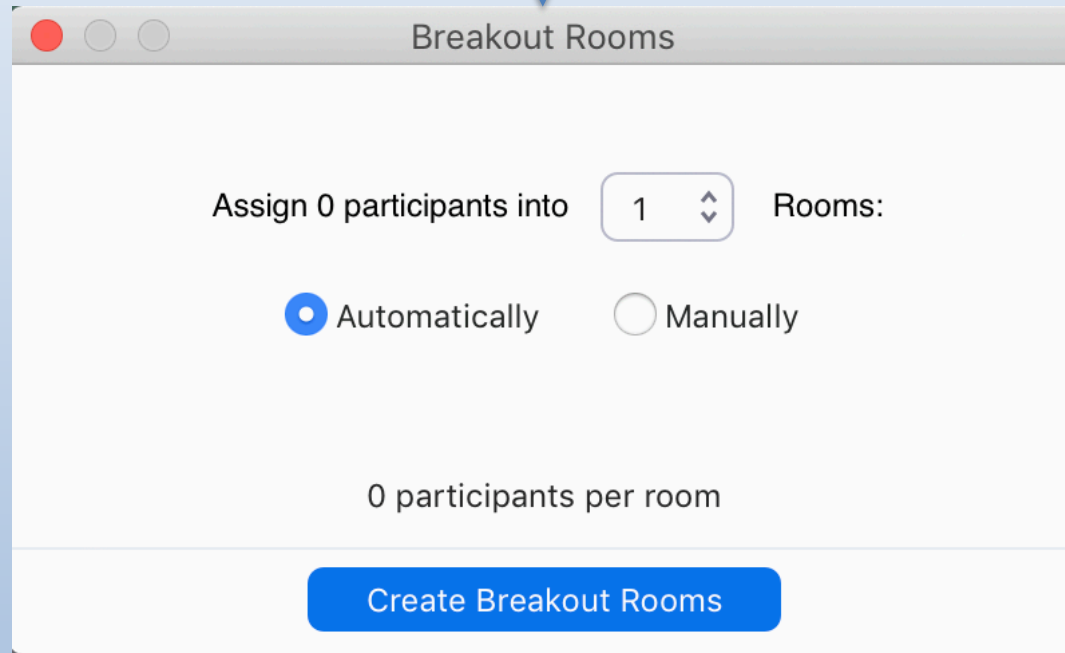 Breakout Rooms
Assign 0 participants into 1 Rooms:
Automatically Manually
0 participants per room
Create Breakout Rooms